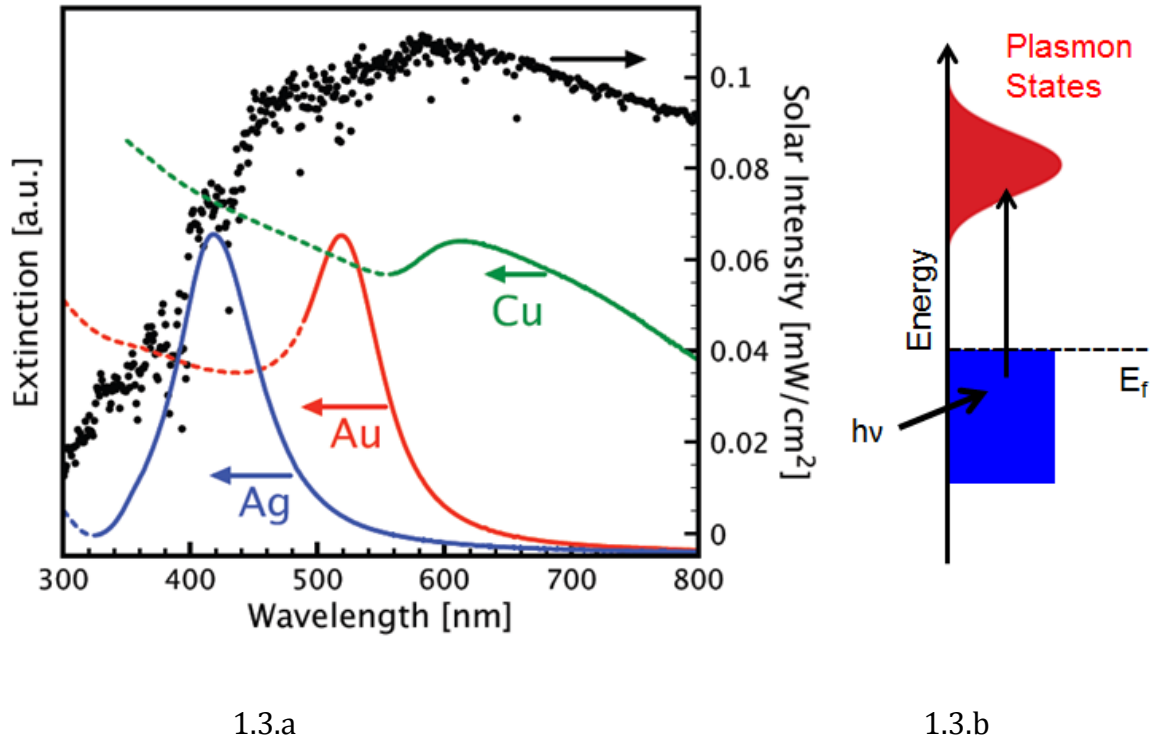 Extinction [a.u.]
Cu
Au
Ag
0.1
0.08
0.06
0.04
0.02
0
Solar Intensity [mW/cm²]
300 400 500 600 700 800
Wavelength [nm]
Plasmon
States
Energy
E_f
hν
1.3.a 1.3.b